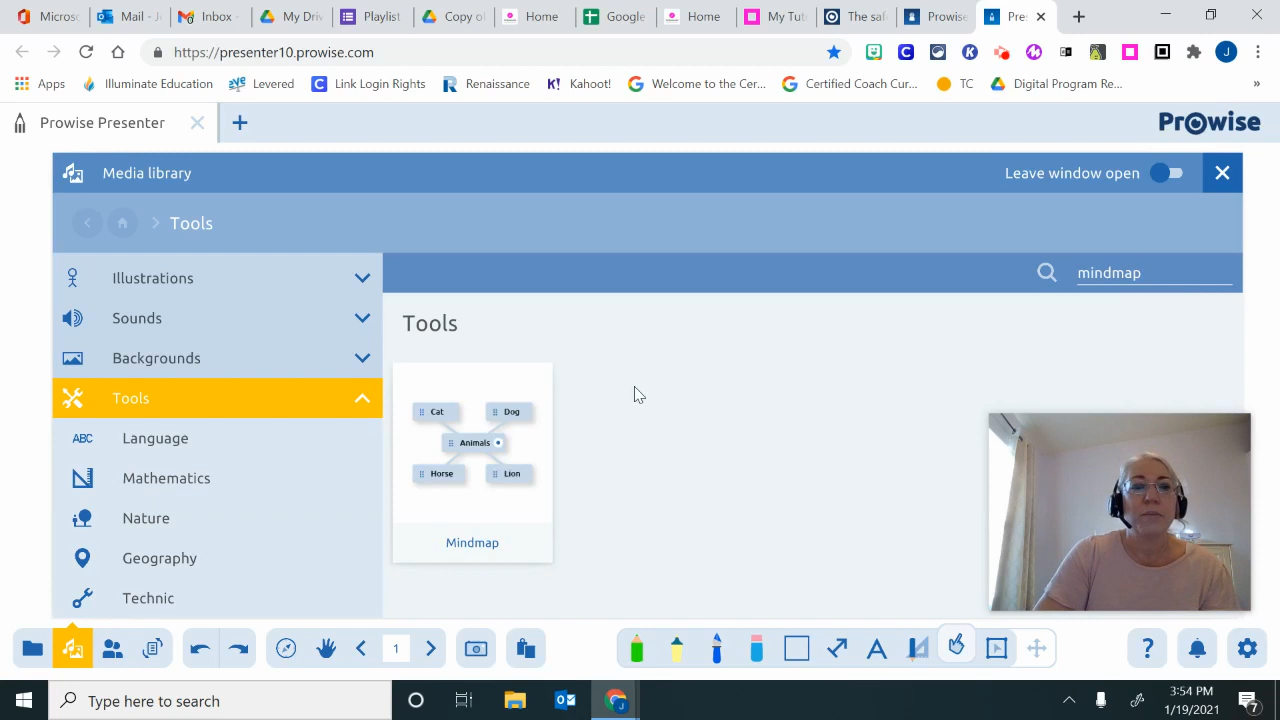 Microso
Mail - J
Inbox -
My Driv
Playlist
Copy of
Home
Google
Home
My Tu
The saf
Prowise
Pres
https://presenter10.prowise.com
J
Apps
Illuminate Education
Levered
Link Login Rights
Renaissance
Kahoot!
Welcome to the Cer...
Certified Coach Cur...
TC
Digital Program Re...
»
Prowise Presenter
Prowise
Media library
Leave window open
Tools
Illustrations
mindmap
Sounds
Tools
Backgrounds
Tools
Cat
Dog
Animals
Horse
Lion
ABC Language
Mathematics
Nature
Mindmap
Geography
Technic
1
A
?
Type here to search
3:54 PM
1/19/2021
7